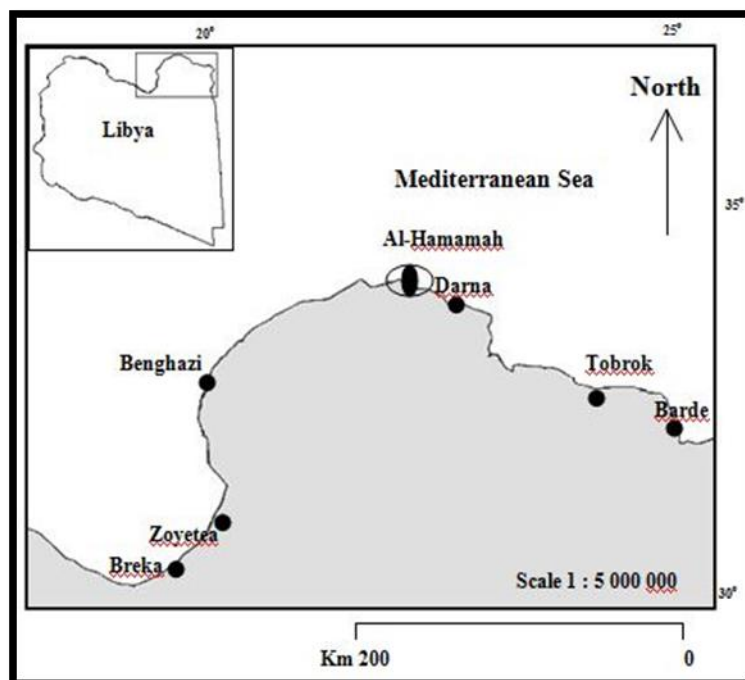 20°
25°
North
Libya
Mediterranean Sea
35°
Al-Hamamah
Darna
Benghazi
Tobrok
Barde
Zoyetea
Breka
Scale 1 : 5 000 000
30°
Km 200 0